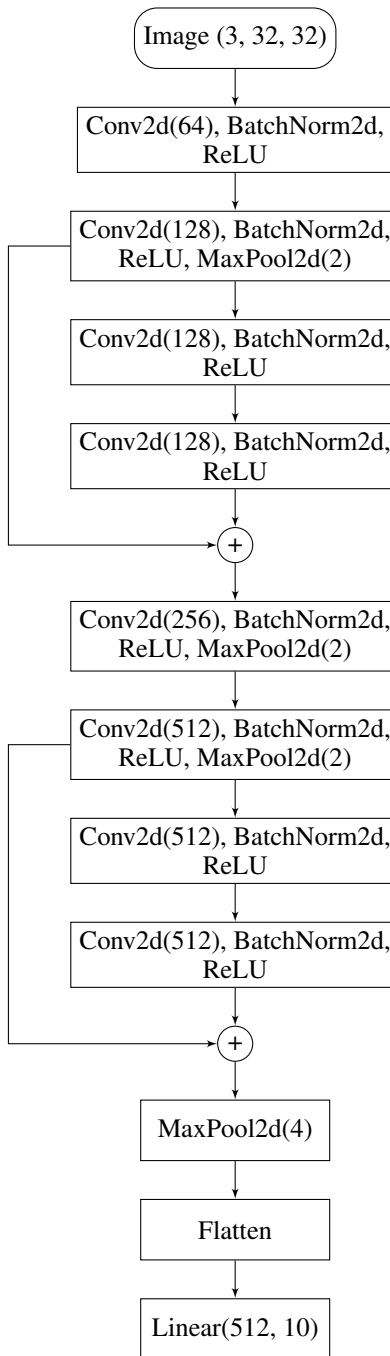 Image (3, 32, 32)
Conv2d(64), BatchNorm2d,
ReLU
Conv2d(128), BatchNorm2d,
ReLU, MaxPool2d(2)
Conv2d(128), BatchNorm2d,
ReLU
Conv2d(128), BatchNorm2d,
ReLU
+
Conv2d(256), BatchNorm2d,
ReLU, MaxPool2d(2)
Conv2d(512), BatchNorm2d,
ReLU, MaxPool2d(2)
Conv2d(512), BatchNorm2d,
ReLU
Conv2d(512), BatchNorm2d,
ReLU
+
MaxPool2d(4)
Flatten
Linear(512, 10)